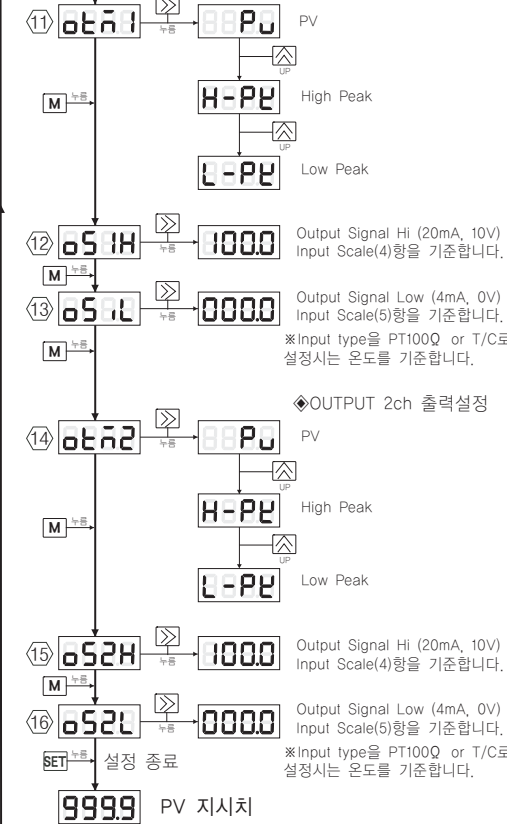 11 otm1 누름 Pv PV
UP
M 누름
H-PK High Peak
UP
L-PK Low Peak
12 oS1H 누름 100.0 Output Signal Hi (20mA, 10V)
Input Scale(4)항을 기준합니다.
M 누름
13 oS1L 누름 000.0 Output Signal Low (4mA, 0V)
Input Scale(5)항을 기준합니다.
M 누름
※Input type을 PT100Ω or T/C로
설정시는 온도를 기준합니다.
◈OUTPUT 2ch 출력설정
14 otm2 누름 Pv PV
UP
M 누름
H-PK High Peak
UP
L-PK Low Peak
15 oS2H 누름 100.0 Output Signal Hi (20mA, 10V)
Input Scale(4)항을 기준합니다.
M 누름
16 oS2L 누름 000.0 Output Signal Low (4mA, 0V)
Input Scale(5)항을 기준합니다.
※Input type을 PT100Ω or T/C로
설정시는 온도를 기준합니다.
SET 누름 설정 종료
999.9 PV 지시치